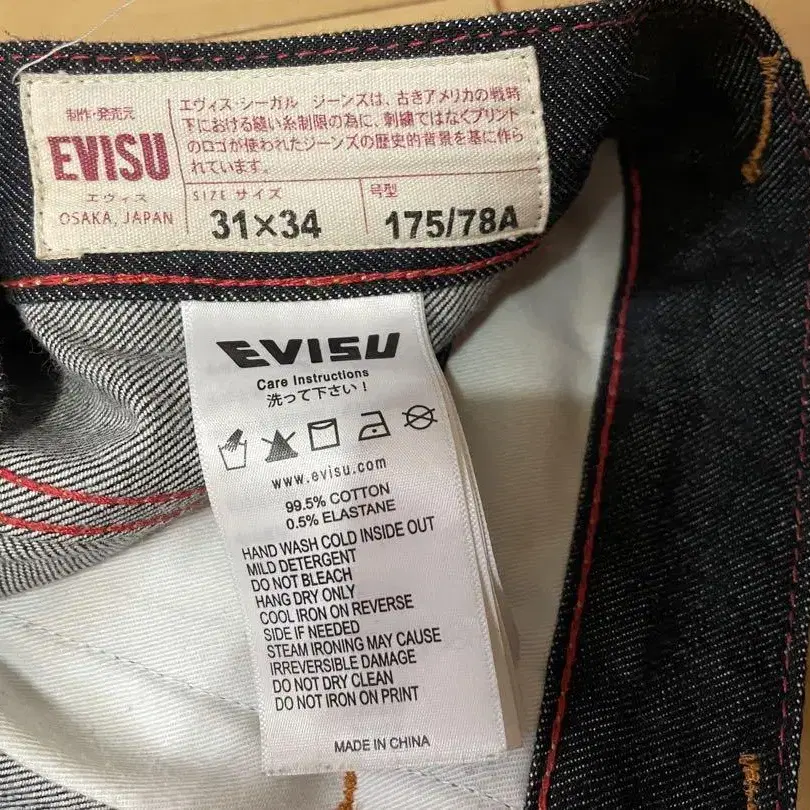 制作・発売元
EVISU
エヴィス
OSAKA, JAPAN
エヴィス・シーガル ジーンズは、古きアメリカの戦時
下における縫い糸制限の為に、刺繍ではなくプリント
のロゴが使われたジーンズの歴史的背景を基に作ら
れています。
SIZE サイズ
31×34
号型
175/78A
EVISU
Care Instructions
洗って下さい!
www.evisu.com
99.5% COTTON
0.5% ELASTANE
HAND WASH COLD INSIDE OUT
MILD DETERGENT
DO NOT BLEACH
HANG DRY ONLY
COOL IRON ON REVERSE
SIDE IF NEEDED
STEAM IRONING MAY CAUSE
IRREVERSIBLE DAMAGE
DO NOT DRY CLEAN
DO NOT IRON ON PRINT
MADE IN CHINA